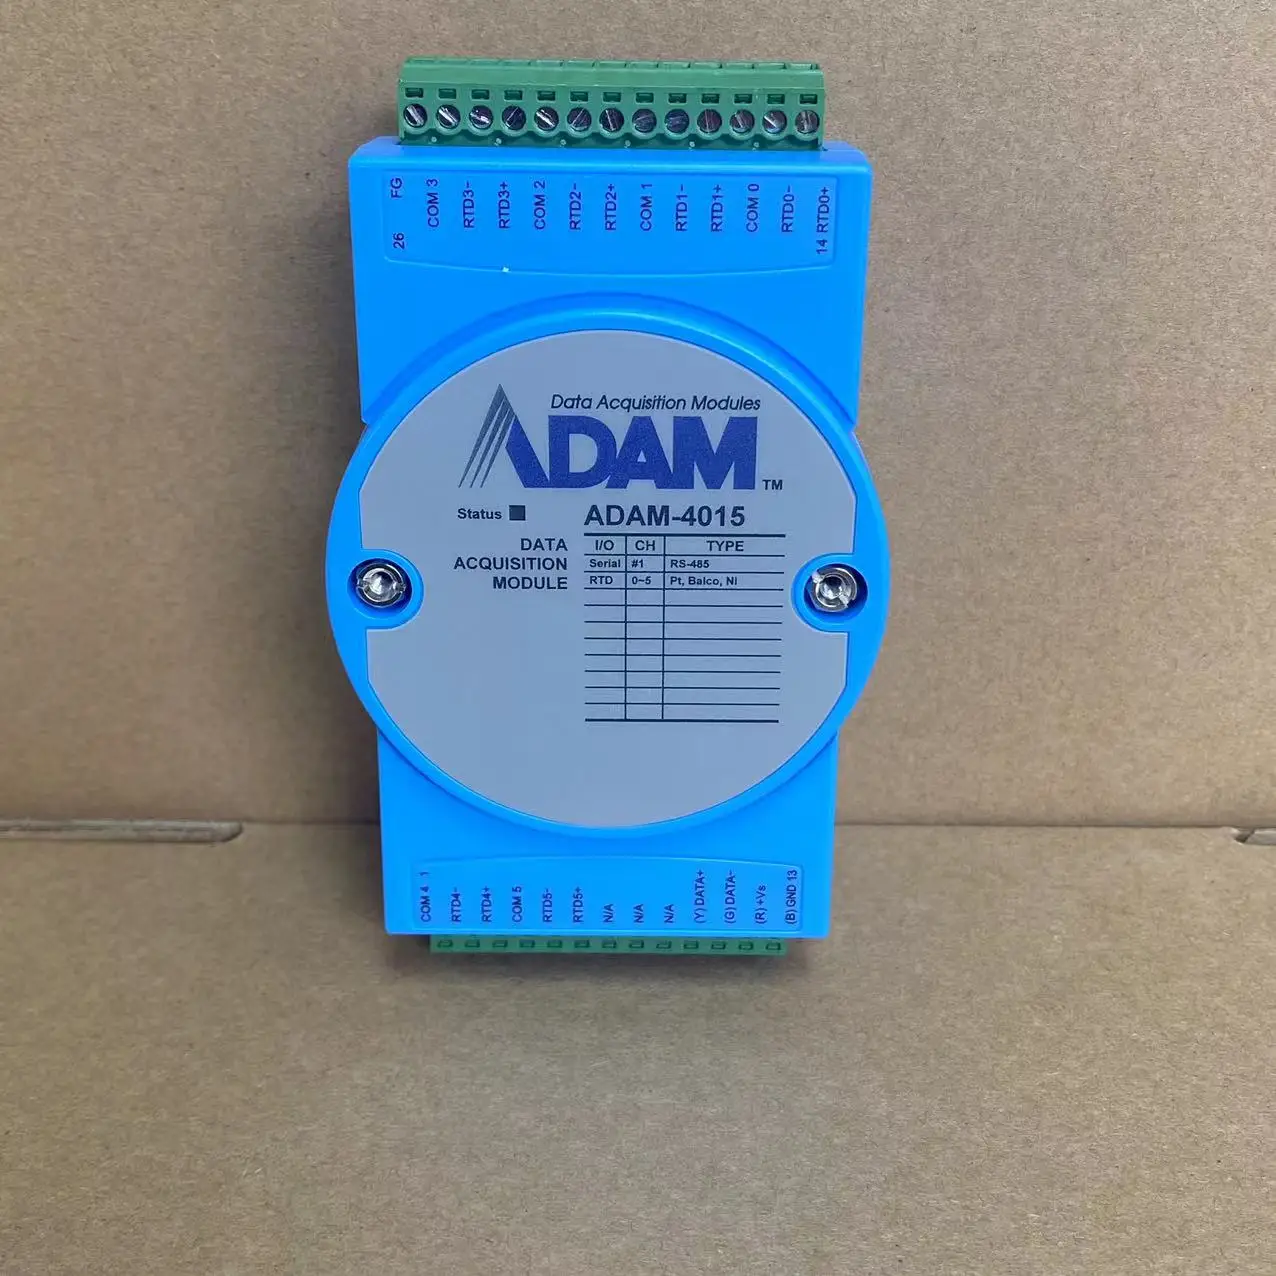 FG
COM 3
RTD3-
RTD3+
COM 2
RTD2-
RTD2+
COM 1
RTD1-
RTD1+
COM 0
RTD0-
RTD0+
26
14
Data Acquisition Modules
ADAM TM
Status
ADAM-4015
DATA
ACQUISITION
MODULE
I/O CH TYPE
Serial #1 RS-485
RTD 0~5 Pt, Balco, Ni
COM 4 1
RTD4-
RTD4+
COM 5
RTD5-
RTD5+
N/A
N/A
N/A
(Y) DATA+
(G) DATA-
(R) +Vs
(B) GND 13